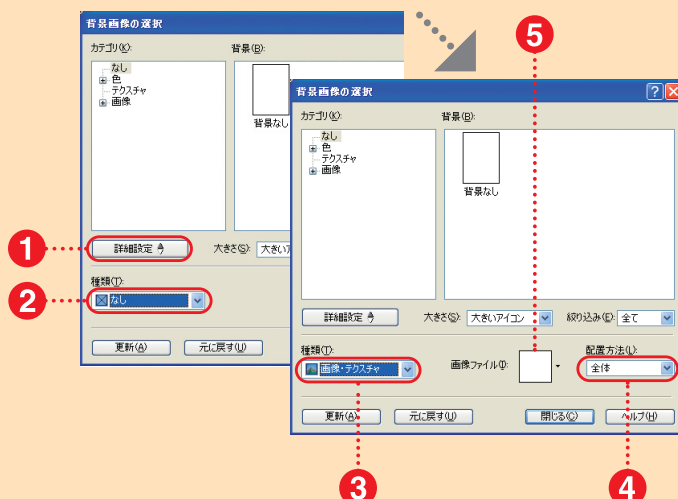 背景画像の選択
カテゴリ(K):
背景(B):
なし
色
テクスチャ
画像
背景なし
1
詳細設定
大きさ(S):
大きいア
種類(T):
2
なし
更新(A)
元に戻す(U)
5
背景画像の選択
カテゴリ(K):
背景(B):
なし
色
テクスチャ
画像
背景なし
詳細設定
大きさ(S):
大きいアイコン
絞り込み(E):
全て
種類(T):
画像・テクスチャ
画像ファイル(I):
配置方法(L):
全体
更新(A)
元に戻す(U)
閉じる(C)
ヘルプ(H)
3
4